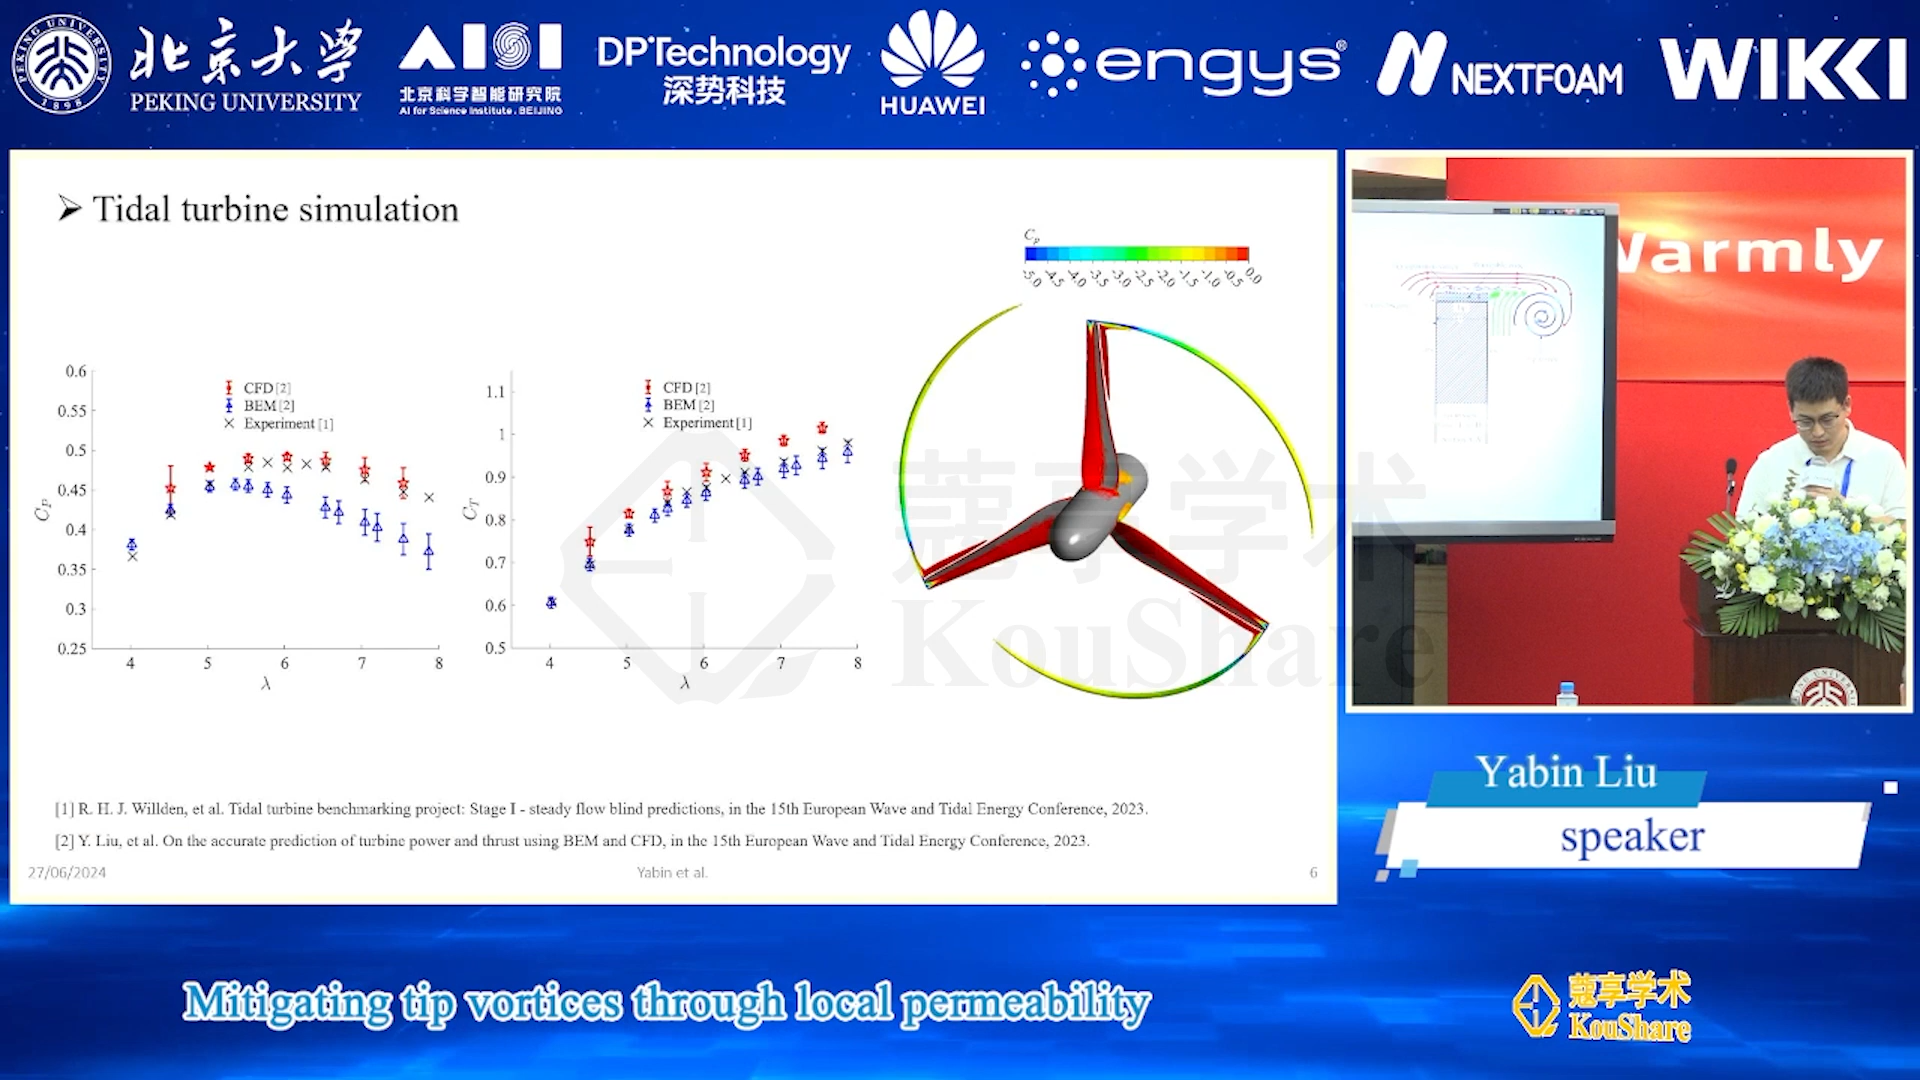 北京大学
PEKING UNIVERSITY
PEKING UNIVERSITY
1898
AISI
北京科学智能研究院
AI for Science Institute, BEIJING
DP Technology
深势科技
HUAWEI
engys®
NEXTFOAM
WIKKI
➢ Tidal turbine simulation
Cp
-5.0 -4.5 -4.0 -3.5 -3.0 -2.5 -2.0 -1.5 -1.0 -0.5 0.0
CFD [2]
BEM [2]
Experiment [1]
0.6
0.55
0.5
0.45
0.4
0.35
0.3
0.25
C_P
4 5 6 7 8
λ
CFD [2]
BEM [2]
Experiment [1]
1.1
1
0.9
0.8
0.7
0.6
0.5
C_T
4 5 6 7 8
λ
蔻享学术
KouShare
[1] R. H. J. Willden, et al. Tidal turbine benchmarking project: Stage I - steady flow blind predictions, in the 15th European Wave and Tidal Energy Conference, 2023.
[2] Y. Liu, et al. On the accurate prediction of turbine power and thrust using BEM and CFD, in the 15th European Wave and Tidal Energy Conference, 2023.
27/06/2024
Yabin et al.
6
Warmly
Yabin Liu
speaker
Mitigating tip vortices through local permeability
蔻享学术
KouShare